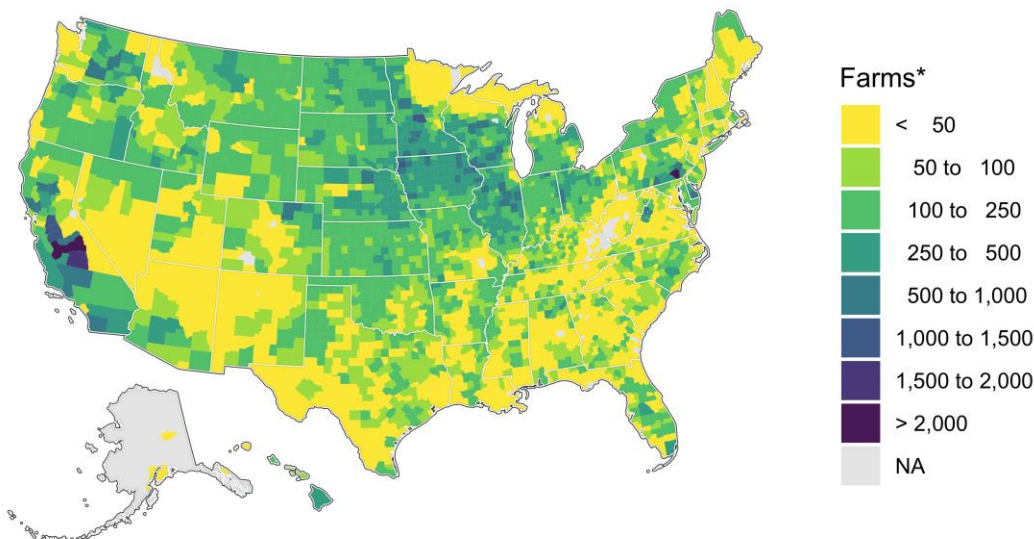 Farms*
< 50
50 to 100
100 to 250
250 to 500
500 to 1,000
1,000 to 1,500
1,500 to 2,000
> 2,000
NA